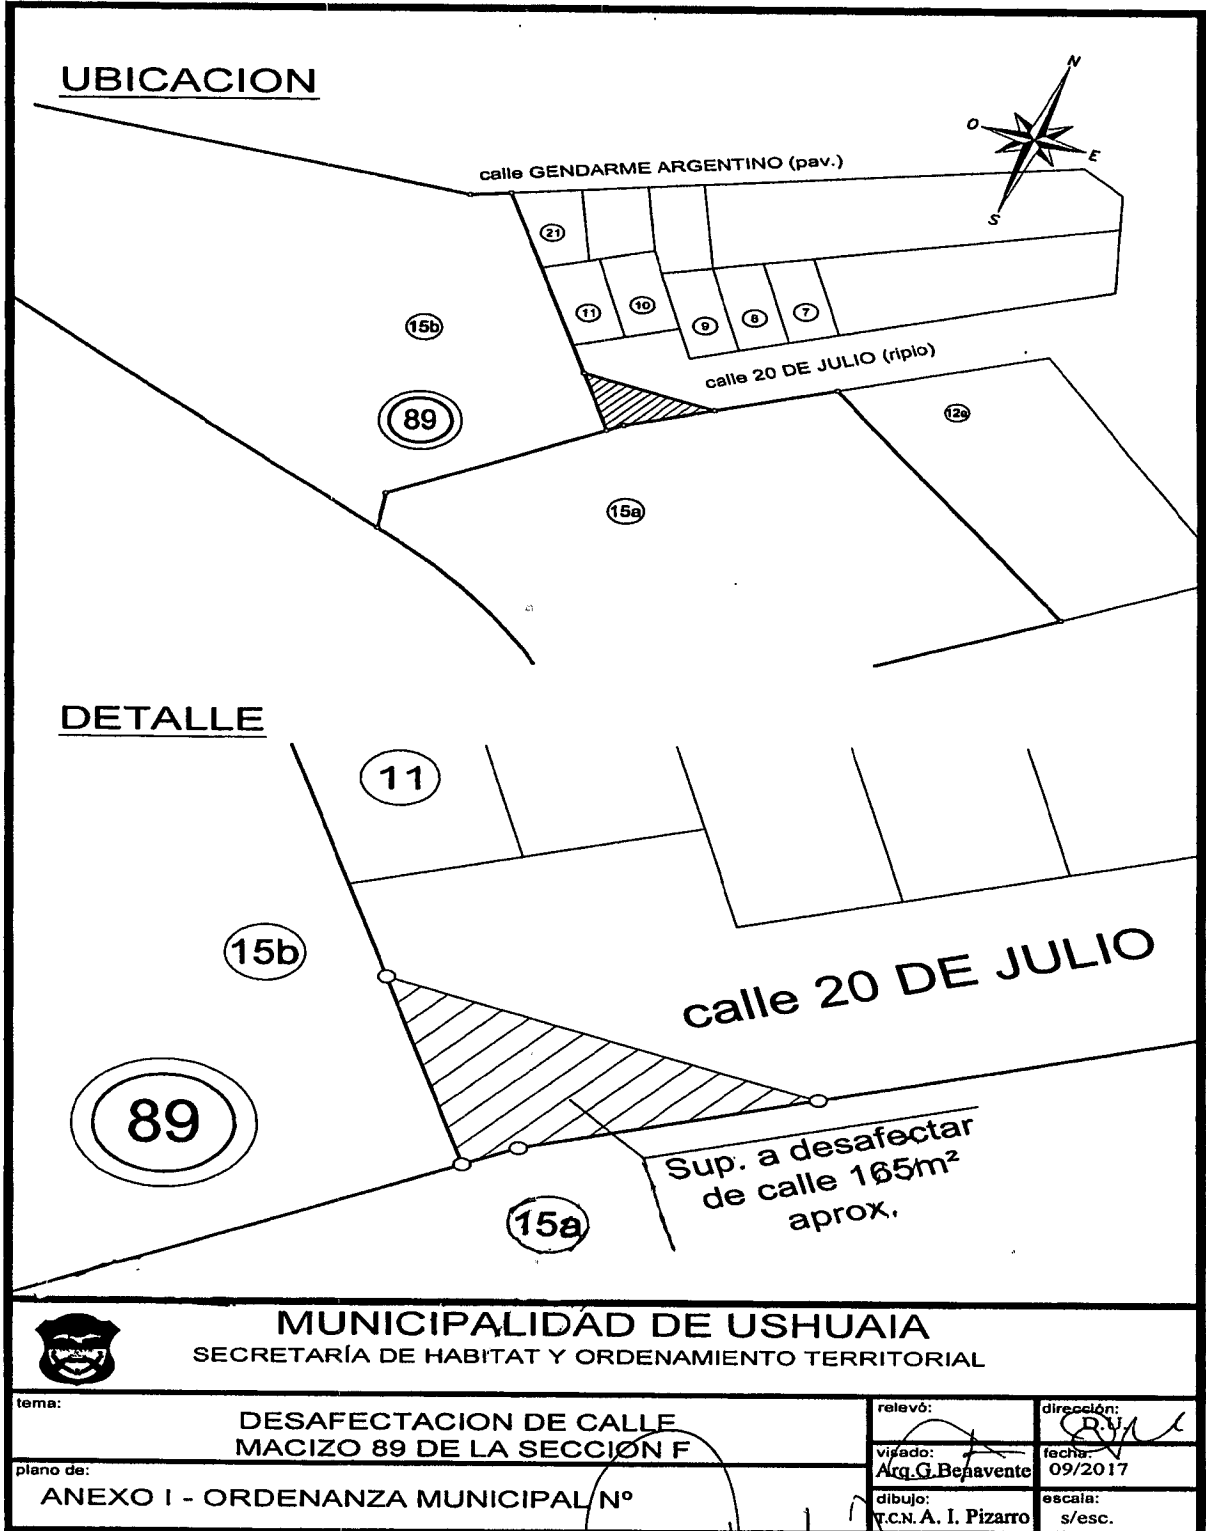 UBICACION
N
O
E
S
calle GENDARME ARGENTINO (pav.)
21
11
10
9
8
7
15b
calle 20 DE JULIO (ripio)
89
12a
15a
DETALLE
11
15b
calle 20 DE JULIO
89
Sup. a desafectar
de calle 165m²
aprox.
15a
MUNICIPALIDAD DE USHUAIA
SECRETARÍA DE HABITAT Y ORDENAMIENTO TERRITORIAL
tema:
DESAFECTACION DE CALLE
MACIZO 89 DE LA SECCION F
plano de:
ANEXO I - ORDENANZA MUNICIPAL Nº
relevó:
dirección:
D.U.
visado:
Arq.G.Benavente
fecha:
09/2017
dibujo:
T.C.N. A. I. Pizarro
escala:
s/esc.